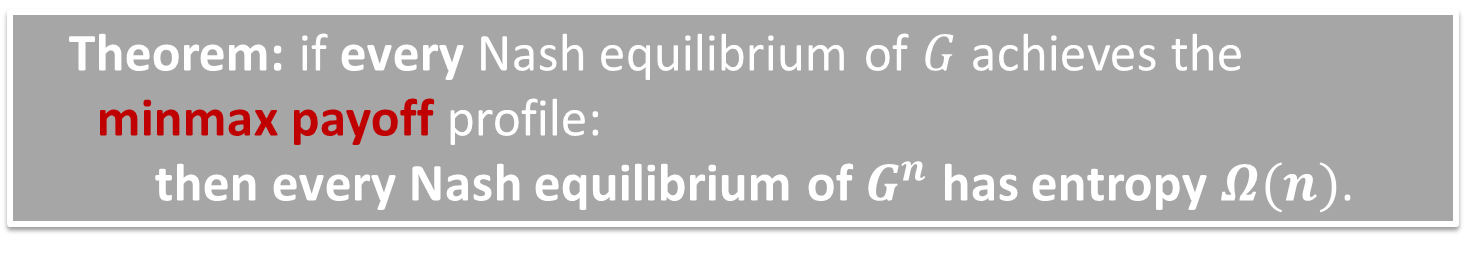 Theorem: if every Nash equilibrium of G achieves the
minmax payoff profile:
then every Nash equilibrium of Gⁿ has entropy Ω(n).